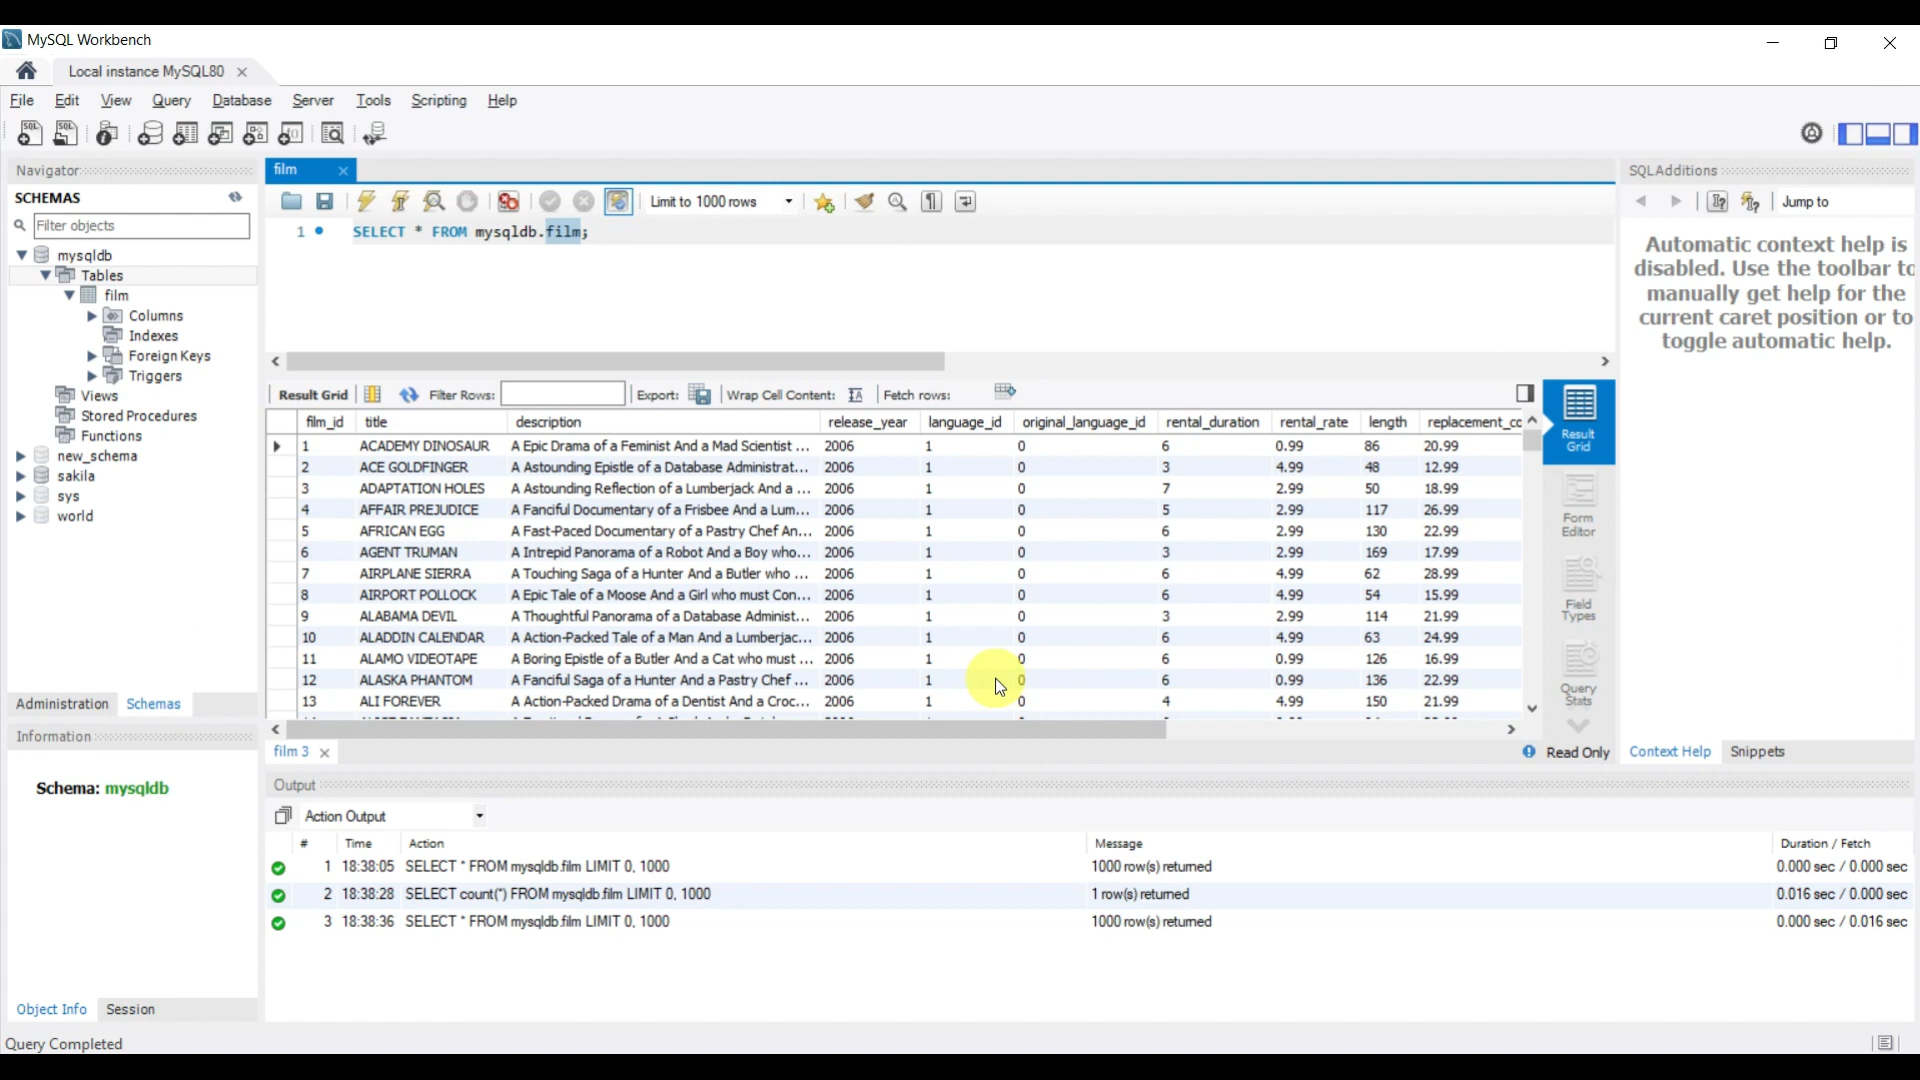 MySQL Workbench
Local instance MySQL80
File Edit View Query Database Server Tools Scripting Help
Navigator
SCHEMAS
Filter objects
mysqldb
Tables
film
Columns
Indexes
Foreign Keys
Triggers
Views
Stored Procedures
Functions
new_schema
sakila
sys
world
Administration Schemas
Information
Schema: mysqldb
Object Info Session
Query Completed
film
Limit to 1000 rows
1 SELECT * FROM mysqldb.film;
Result Grid Filter Rows: Export: Wrap Cell Content: Fetch rows:
film_id title description release_year language_id original_language_id rental_duration rental_rate length replacement_co
1 ACADEMY DINOSAUR A Epic Drama of a Feminist And a Mad Scientist ... 2006 1 0 6 0.99 86 20.99
2 ACE GOLDFINGER A Astounding Epistle of a Database Administrat... 2006 1 0 3 4.99 48 12.99
3 ADAPTATION HOLES A Astounding Reflection of a Lumberjack And a ... 2006 1 0 7 2.99 50 18.99
4 AFFAIR PREJUDICE A Fanciful Documentary of a Frisbee And a Lum... 2006 1 0 5 2.99 117 26.99
5 AFRICAN EGG A Fast-Paced Documentary of a Pastry Chef An... 2006 1 0 6 2.99 130 22.99
6 AGENT TRUMAN A Intrepid Panorama of a Robot And a Boy who... 2006 1 0 3 2.99 169 17.99
7 AIRPLANE SIERRA A Touching Saga of a Hunter And a Butler who ... 2006 1 0 6 4.99 62 28.99
8 AIRPORT POLLOCK A Epic Tale of a Moose And a Girl who must Con... 2006 1 0 6 4.99 54 15.99
9 ALABAMA DEVIL A Thoughtful Panorama of a Database Administ... 2006 1 0 3 2.99 114 21.99
10 ALADDIN CALENDAR A Action-Packed Tale of a Man And a Lumberjac... 2006 1 0 6 4.99 63 24.99
11 ALAMO VIDEOTAPE A Boring Epistle of a Butler And a Cat who must ... 2006 1 0 6 0.99 126 16.99
12 ALASKA PHANTOM A Fanciful Saga of a Hunter And a Pastry Chef ... 2006 1 0 6 0.99 136 22.99
13 ALI FOREVER A Action-Packed Drama of a Dentist And a Croc... 2006 1 0 4 4.99 150 21.99
Result
Grid
Form
Editor
Field
Types
Query
Stats
film 3 Read Only
SQLAdditions
Jump to
Automatic context help is
disabled. Use the toolbar to
manually get help for the
current caret position or to
toggle automatic help.
Context Help Snippets
Output
Action Output
# Time Action Message Duration / Fetch
1 18:38:05 SELECT * FROM mysqldb.film LIMIT 0, 1000 1000 row(s) returned 0.000 sec / 0.000 sec
2 18:38:28 SELECT count(*) FROM mysqldb.film LIMIT 0, 1000 1 row(s) returned 0.016 sec / 0.000 sec
3 18:38:36 SELECT * FROM mysqldb.film LIMIT 0, 1000 1000 row(s) returned 0.000 sec / 0.016 sec